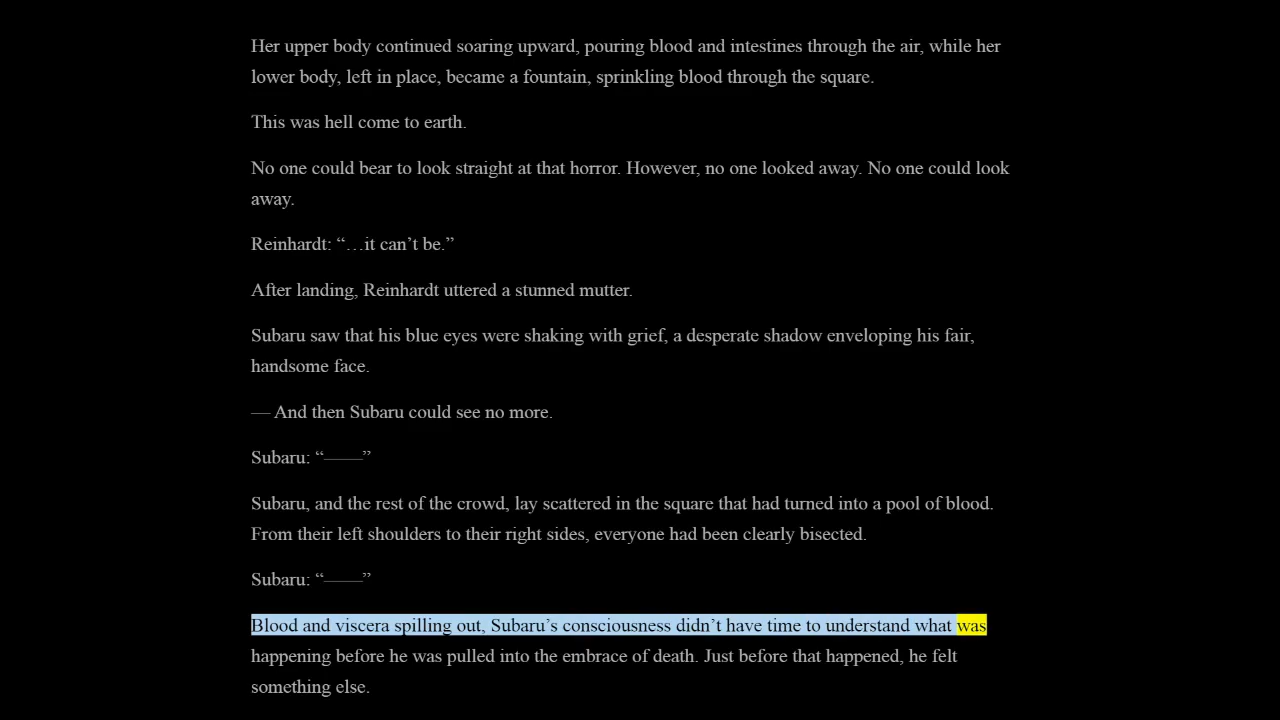 Her upper body continued soaring upward, pouring blood and intestines through the air, while her
lower body, left in place, became a fountain, sprinkling blood through the square.
This was hell come to earth.
No one could bear to look straight at that horror. However, no one looked away. No one could look
away.
Reinhardt: “…it can’t be.”
After landing, Reinhardt uttered a stunned mutter.
Subaru saw that his blue eyes were shaking with grief, a desperate shadow enveloping his fair,
handsome face.
— And then Subaru could see no more.
Subaru: “——”
Subaru, and the rest of the crowd, lay scattered in the square that had turned into a pool of blood.
From their left shoulders to their right sides, everyone had been clearly bisected.
Subaru: “——”
Blood and viscera spilling out, Subaru’s consciousness didn’t have time to understand what was
happening before he was pulled into the embrace of death. Just before that happened, he felt
something else.